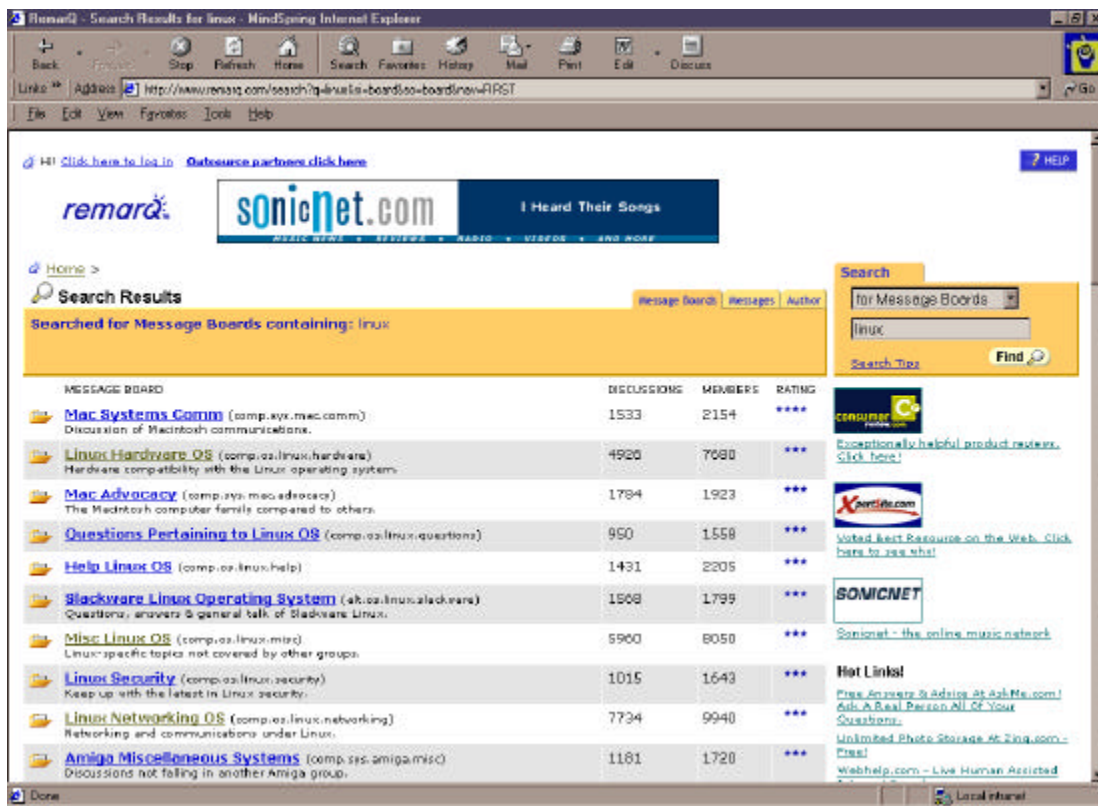 RemarQ - Search Results for linux - MindSpring Internet Explorer
Back Forward Stop Refresh Home Search Favorites History Mail Print Edit Discuss
Links Address http://www.remarq.com/search?q=linux&si=board&so=board&nav=FIRST Go
File Edit View Favorites Tools Help
Hi! Click here to log in Outsource partners click here
? HELP
remarQ
sonicnet.com I Heard Their Songs
MUSIC NEWS • REVIEWS • RADIO • VIDEOS • AND MORE
Home >
Search Results
Message Boards Messages Author
Searched for Message Boards containing: linux
Search
for Message Boards
linux
Search Tips Find
MESSAGE BOARD DISCUSSIONS MEMBERS RATING
Mac Systems Comm (comp.sys.mac.comm) 1533 2154 ****
Discussion of Macintosh communications.
Linux Hardware OS (comp.os.linux.hardware) 4926 7680 ***
Hardware compatibility with the Linux operating system.
Mac Advocacy (comp.sys.mac.advocacy) 1784 1923 ***
The Macintosh computer family compared to others.
Questions Pertaining to Linux OS (comp.os.linux.questions) 950 1558 ***
Help Linux OS (comp.os.linux.help) 1431 2205 ***
Slackware Linux Operating System (alt.os.linux.slackware) 1568 1799 ***
Questions, answers & general talk of Slackware Linux.
Misc Linux OS (comp.os.linux.misc) 5960 8050 ***
Linux-specific topics not covered by other groups.
Linux Security (comp.os.linux.security) 1015 1643 ***
Keep up with the latest in Linux security.
Linux Networking OS (comp.os.linux.networking) 7734 9940 ***
Networking and communications under Linux.
Amiga Miscellaneous Systems (comp.sys.amiga.misc) 1181 1720 ***
Discussions not falling in another Amiga group.
consumer review.com
Exceptionally helpful product reviews.
Click here!
XpertSite.com
Voted Best Resource on the Web. Click
here to see why!
SONICNET
Sonicnet - the online music network
Hot Links!
Free Answers & Advice At AskMe.com!
Ask A Real Person All Of Your
Questions.
Unlimited Photo Storage At Zing.com -
Free!
Webhelp.com - Live Human Assisted
Done Local intranet